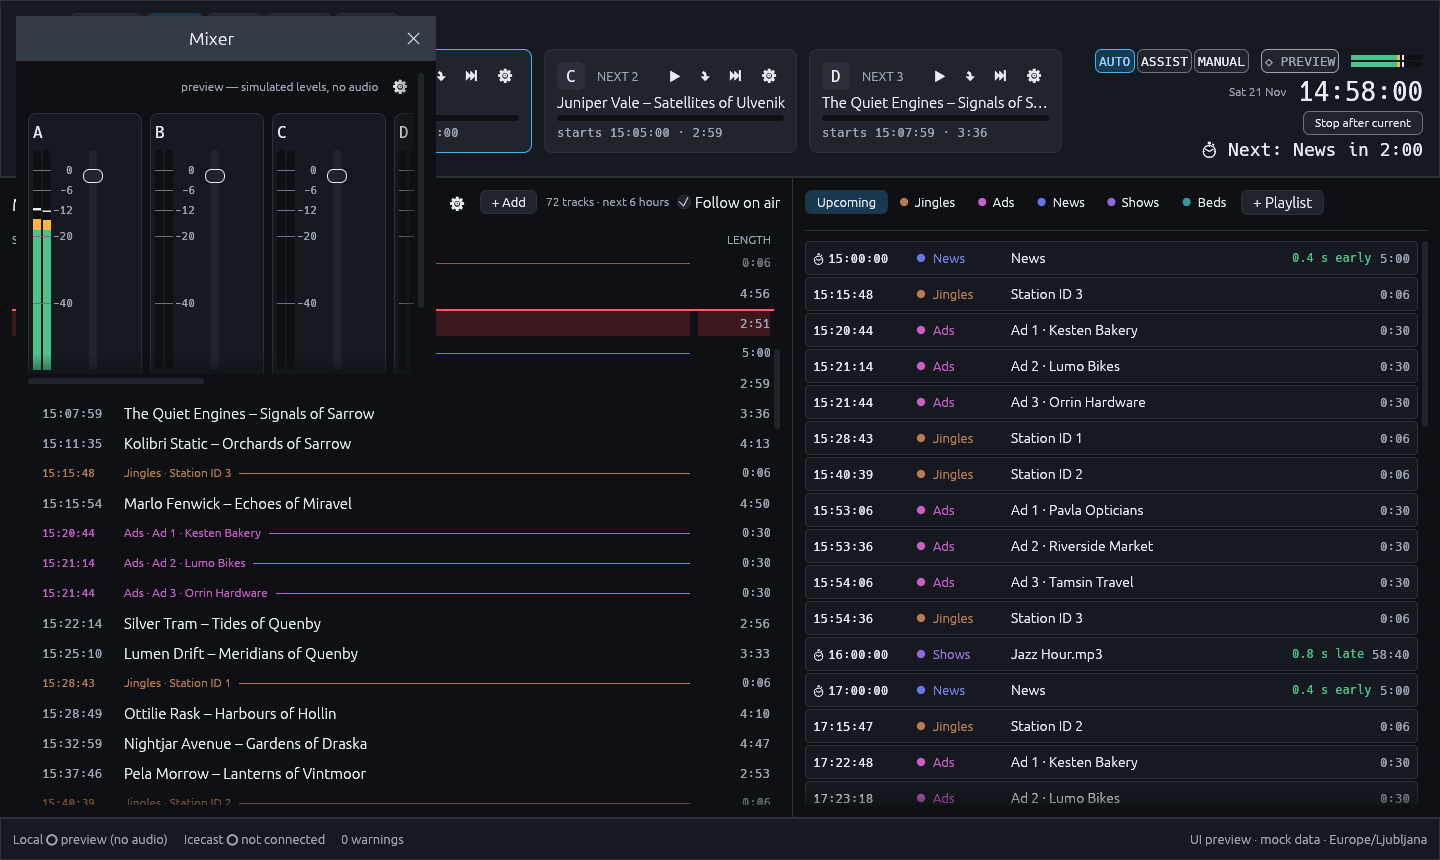 Mixer
preview — simulated levels, no audio
A
0
-6
-12
-20
-40
B
0
-6
-12
-20
-40
C
0
-6
-12
-20
-40
D
:00
C NEXT 2
Juniper Vale – Satellites of Ulvenik
starts 15:05:00 · 2:59
D NEXT 3
The Quiet Engines – Signals of S…
starts 15:07:59 · 3:36
AUTO ASSIST MANUAL ◇ PREVIEW
Sat 21 Nov 14:58:00
Stop after current
Next: News in 2:00
+ Add 72 tracks · next 6 hours Follow on air
LENGTH
0:06
4:56
2:51
5:00
2:59
15:07:59 The Quiet Engines – Signals of Sarrow 3:36
15:11:35 Kolibri Static – Orchards of Sarrow 4:13
15:15:48 Jingles · Station ID 3 0:06
15:15:54 Marlo Fenwick – Echoes of Miravel 4:50
15:20:44 Ads · Ad 1 · Kesten Bakery 0:30
15:21:14 Ads · Ad 2 · Lumo Bikes 0:30
15:21:44 Ads · Ad 3 · Orrin Hardware 0:30
15:22:14 Silver Tram – Tides of Quenby 2:56
15:25:10 Lumen Drift – Meridians of Quenby 3:33
15:28:43 Jingles · Station ID 1 0:06
15:28:49 Ottilie Rask – Harbours of Hollin 4:10
15:32:59 Nightjar Avenue – Gardens of Draska 4:47
15:37:46 Pela Morrow – Lanterns of Vintmoor 2:53
15:40:39 Jingles · Station ID 2 0:06
Upcoming Jingles Ads News Shows Beds + Playlist
15:00:00 News News 0.4 s early 5:00
15:15:48 Jingles Station ID 3 0:06
15:20:44 Ads Ad 1 · Kesten Bakery 0:30
15:21:14 Ads Ad 2 · Lumo Bikes 0:30
15:21:44 Ads Ad 3 · Orrin Hardware 0:30
15:28:43 Jingles Station ID 1 0:06
15:40:39 Jingles Station ID 2 0:06
15:53:06 Ads Ad 1 · Pavla Opticians 0:30
15:53:36 Ads Ad 2 · Riverside Market 0:30
15:54:06 Ads Ad 3 · Tamsin Travel 0:30
15:54:36 Jingles Station ID 3 0:06
16:00:00 Shows Jazz Hour.mp3 0.8 s late 58:40
17:00:00 News News 0.4 s early 5:00
17:15:47 Jingles Station ID 2 0:06
17:22:48 Ads Ad 1 · Kesten Bakery 0:30
17:23:18 Ads Ad 2 · Lumo Bikes 0:30
Local preview (no audio) Icecast not connected 0 warnings
UI preview · mock data · Europe/Ljubljana